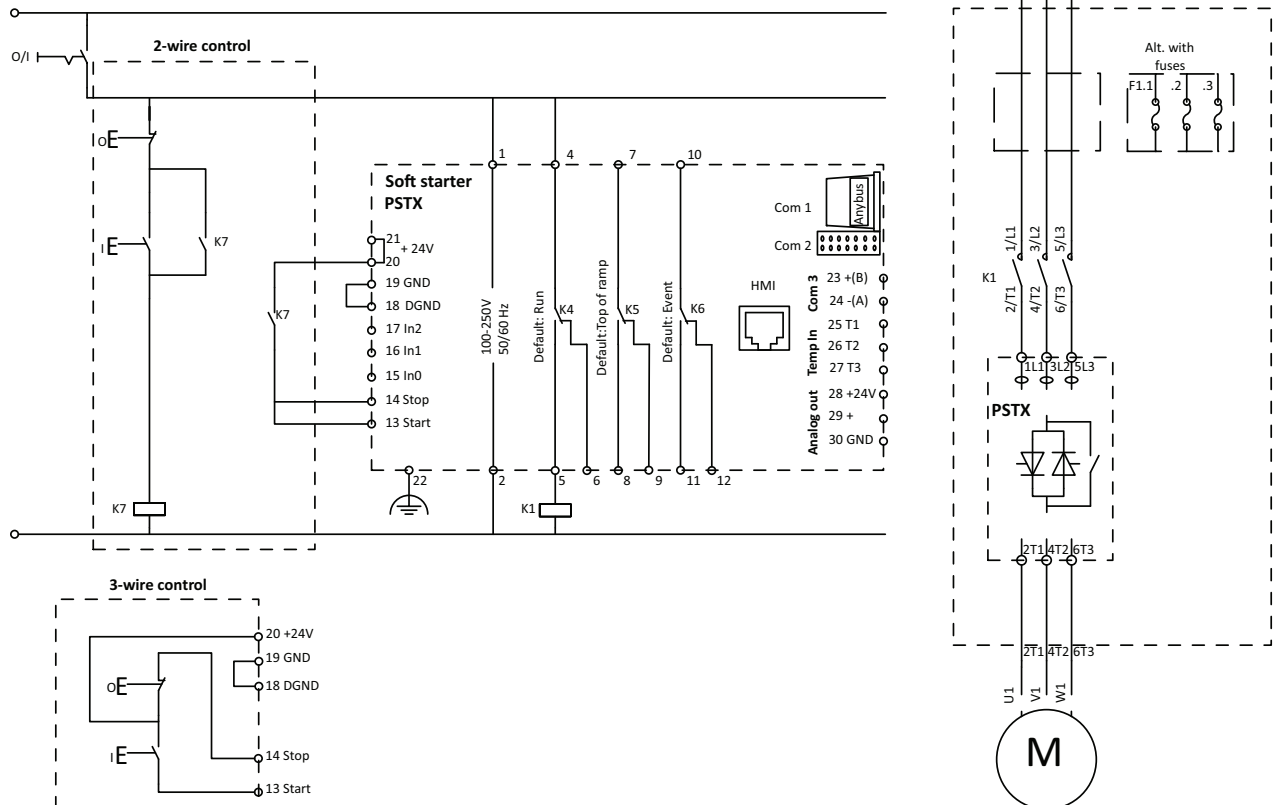 O/I
2-wire control
O
I
K7
K7
K7
Soft starter
PSTX
21
+ 24V
20
19 GND
18 DGND
17 In2
16 In1
15 In0
14 Stop
13 Start
22
1
100-250V
50/60 Hz
2
4
Default: Run
K4
5
6
K1
7
Default:Top of ramp
K5
8
9
10
Default: Event
K6
11
12
HMI
Com 1
Anybus
Com 2
Com 3
23 +(B)
24 -(A)
Temp In
25 T1
26 T2
27 T3
Analog out
28 +24V
29 +
30 GND
3-wire control
20 +24V
19 GND
18 DGND
O
I
14 Stop
13 Start
Alt. with
fuses
F1.1 .2 .3
1/L1 3/L2 5/L3
K1
2/T1 4/T2 6/T3
1L1 3L2 5L3
PSTX
2T1 4T2 6T3
2T1 4T2 6T3
U1 V1 W1
M